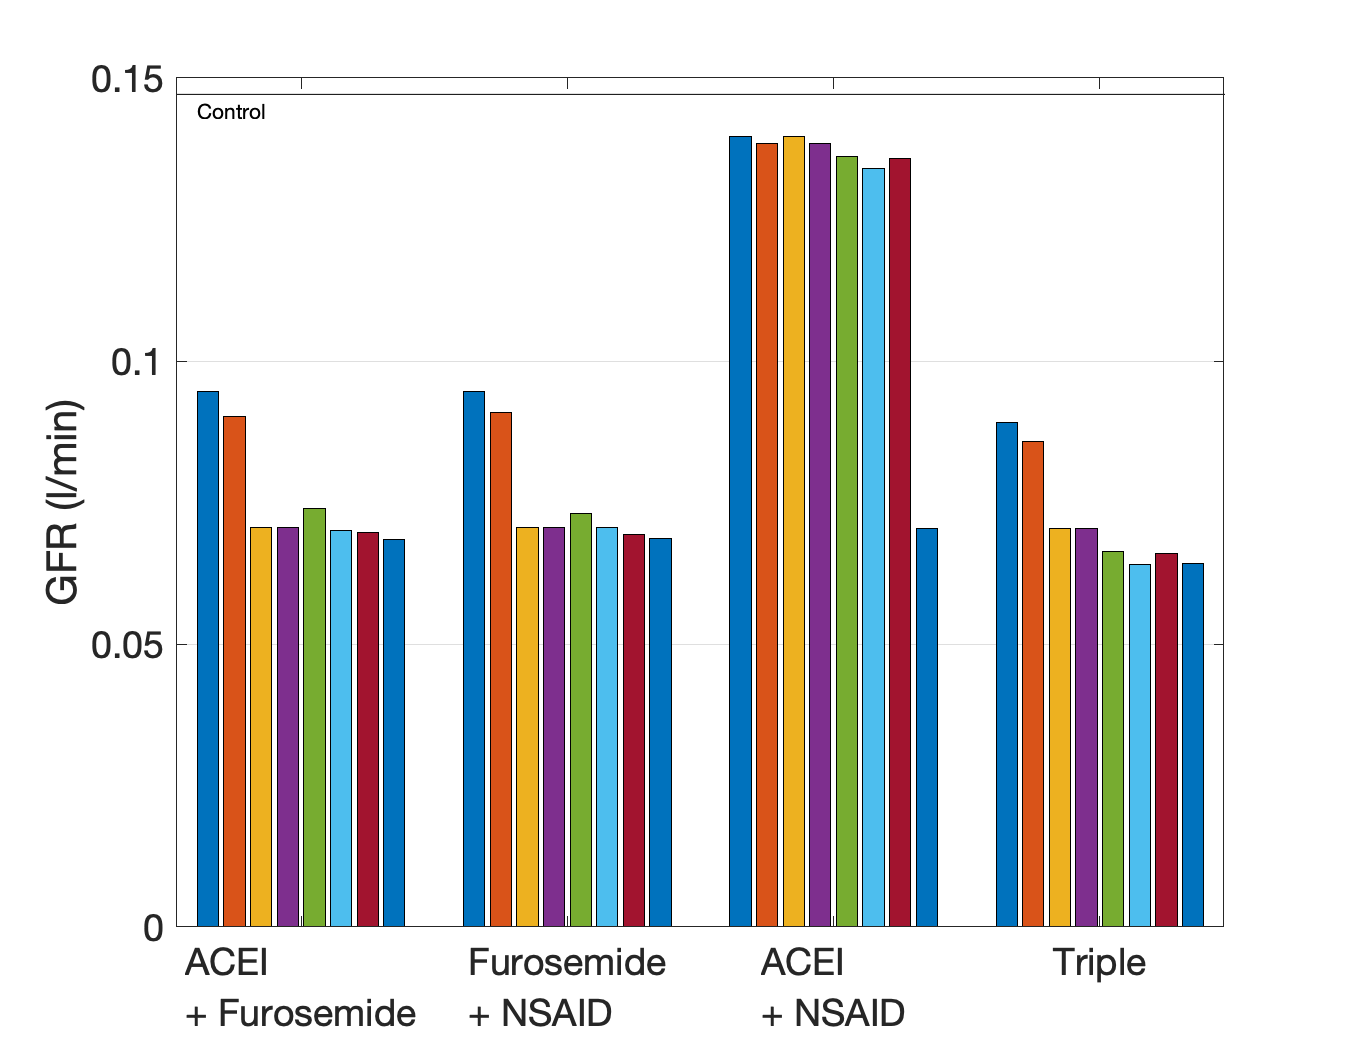 0.15
Control
0.1
GFR (l/min)
0.05
0
ACEI
+ Furosemide
Furosemide
+ NSAID
ACEI
+ NSAID
Triple